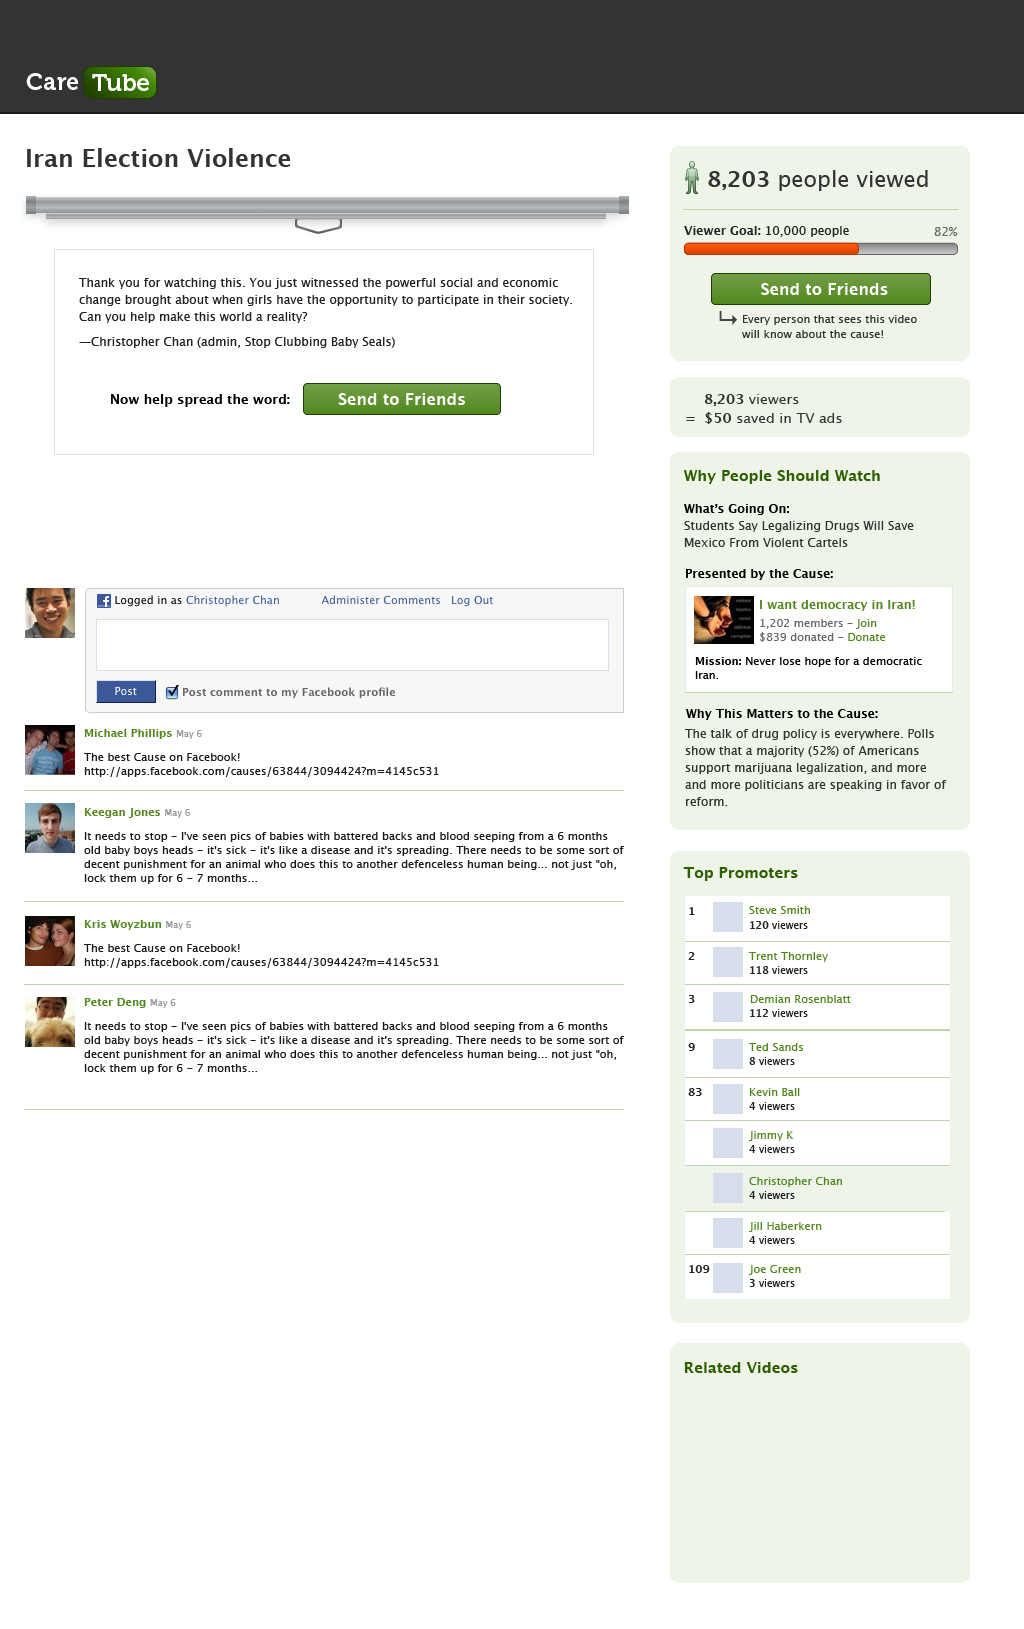 Care Tube
Iran Election Violence
Thank you for watching this. You just witnessed the powerful social and economic
change brought about when girls have the opportunity to participate in their society.
Can you help make this world a reality?
—Christopher Chan (admin, Stop Clubbing Baby Seals)
Now help spread the word: Send to Friends
Logged in as Christopher Chan Administer Comments Log Out
Post Post comment to my Facebook profile
Michael Phillips May 6
The best Cause on Facebook!
http://apps.facebook.com/causes/63844/3094424?m=4145c531
Keegan Jones May 6
It needs to stop – I've seen pics of babies with battered backs and blood seeping from a 6 months
old baby boys heads – it's sick – it's like a disease and it's spreading. There needs to be some sort of
decent punishment for an animal who does this to another defenceless human being... not just "oh,
lock them up for 6 – 7 months...
Kris Woyzbun May 6
The best Cause on Facebook!
http://apps.facebook.com/causes/63844/3094424?m=4145c531
Peter Deng May 6
It needs to stop – I've seen pics of babies with battered backs and blood seeping from a 6 months
old baby boys heads – it's sick – it's like a disease and it's spreading. There needs to be some sort of
decent punishment for an animal who does this to another defenceless human being... not just "oh,
lock them up for 6 – 7 months...
8,203 people viewed
Viewer Goal: 10,000 people 82%
Send to Friends
Every person that sees this video
will know about the cause!
8,203 viewers
= $50 saved in TV ads
Why People Should Watch
What's Going On:
Students Say Legalizing Drugs Will Save
Mexico From Violent Cartels
Presented by the Cause:
I want democracy in Iran!
1,202 members – Join
$839 donated – Donate
Mission: Never lose hope for a democratic
Iran.
Why This Matters to the Cause:
The talk of drug policy is everywhere. Polls
show that a majority (52%) of Americans
support marijuana legalization, and more
and more politicians are speaking in favor of
reform.
Top Promoters
1 Steve Smith
120 viewers
2 Trent Thornley
118 viewers
3 Demian Rosenblatt
112 viewers
9 Ted Sands
8 viewers
83 Kevin Ball
4 viewers
Jimmy K
4 viewers
Christopher Chan
4 viewers
Jill Haberkern
4 viewers
109 Joe Green
3 viewers
Related Videos